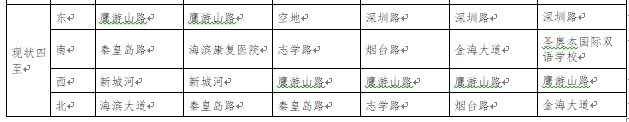 现状四至
东 鹰游山路 鹰游山路 空地 深圳路 深圳路 深圳路
南 秦皇岛路 海滨康复医院 志学路 烟台路 金海大道 圣奥杰国际双语学校
西 新城河 新城河 鹰游山路 鹰游山路 鹰游山路 鹰游山路
北 海滨大道 秦皇岛路 秦皇岛路 志学路 烟台路 金海大道